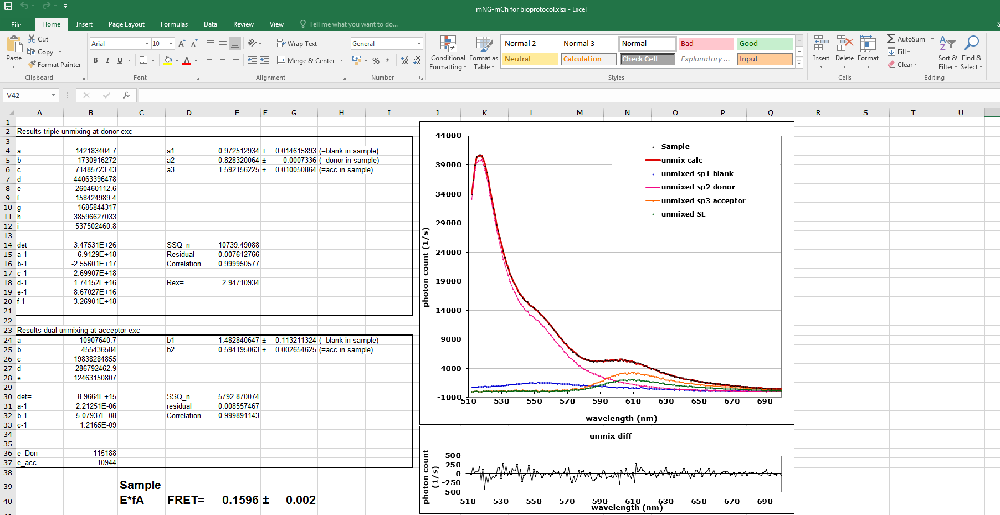 mNG-mCh for bioprotocol.xlsx - Excel
File Home Insert Page Layout Formulas Data Review View Tell me what you want to do...
Paste
Cut
Copy
Format Painter
Clipboard
Arial 10
B I U
Font
Wrap Text
Merge & Center
Alignment
General
Number
Conditional Formatting
Format as Table
Normal 2 Normal 3 Normal Bad Good
Neutral Calculation Check Cell Explanatory ... Input
Styles
Insert Delete Format
Cells
AutoSum
Fill
Clear
Sort & Filter
Find & Select
Editing
V42
fx
A B C D E F G H I J K L M N O P Q R S T U
1
2 Results triple unmixing at donor exc
3
4 a 142183404.7 a1 0.972512934 ± 0.014615893 (=blank in sample)
5 b 1730916272 a2 0.828320064 ± 0.0007336 (=donor in sample)
6 c 71485723.43 a3 1.592156225 ± 0.010050864 (=acc in sample)
7 d 44063396478
8 e 260460112.6
9 f 158424989.4
10 g 1685844317
11 h 38596627033
12 i 537502460.8
13
14 det 3.47531E+26 SSQ_n 10739.49088
15 a-1 6.9129E+18 Residual 0.007612766
16 b-1 -2.55601E+17 Correlation 0.999950577
17 c-1 -2.69907E+18
18 d-1 1.74152E+16 Rex= 2.94710934
19 e-1 8.67027E+16
20 f-1 3.26901E+18
21
22
23 Results dual unmixing at acceptor exc
24 a 10907640.7 b1 1.482840647 ± 0.113211324 (=blank in sample)
25 b 455436584 b2 0.594195063 ± 0.002654625 (=acc in sample)
26 c 19838284855
27 d 286792462.9
28 e 12463150807
29
30 det= 8.9664E+15 SSQ_n 5792.870074
31 a-1 2.21251E-06 residual 0.008557467
32 b-1 -5.07937E-08 Correlation 0.999891143
33 c-1 1.2165E-09
34
35
36 e_Don 115188
37 e_acc 10944
38
39 Sample
40 E*fA FRET= 0.1596 ± 0.002
44000
39000
34000
29000
24000
19000
14000
9000
4000
-1000
photon count (1/s)
Sample
unmix calc
unmixed sp1 blank
unmixed sp2 donor
unmixed sp3 acceptor
unmixed SE
510 530 550 570 590 610 630 650 670 690
wavelength (nm)
unmix diff
500
250
0
-250
-500
photon count
(1/s)
510 530 550 570 590 610 630 650 670 690
wavelength (nm)